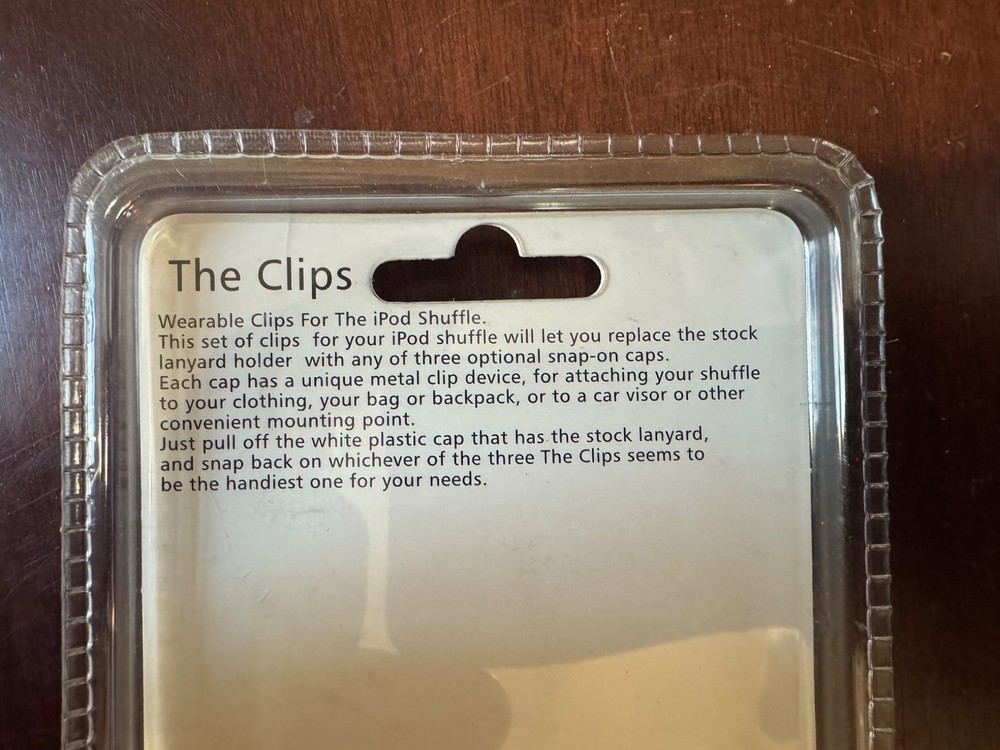 The Clips
Wearable Clips For The iPod Shuffle.
This set of clips for your iPod shuffle will let you replace the stock
lanyard holder with any of three optional snap-on caps.
Each cap has a unique metal clip device, for attaching your shuffle
to your clothing, your bag or backpack, or to a car visor or other
convenient mounting point.
Just pull off the white plastic cap that has the stock lanyard,
and snap back on whichever of the three The Clips seems to
be the handiest one for your needs.